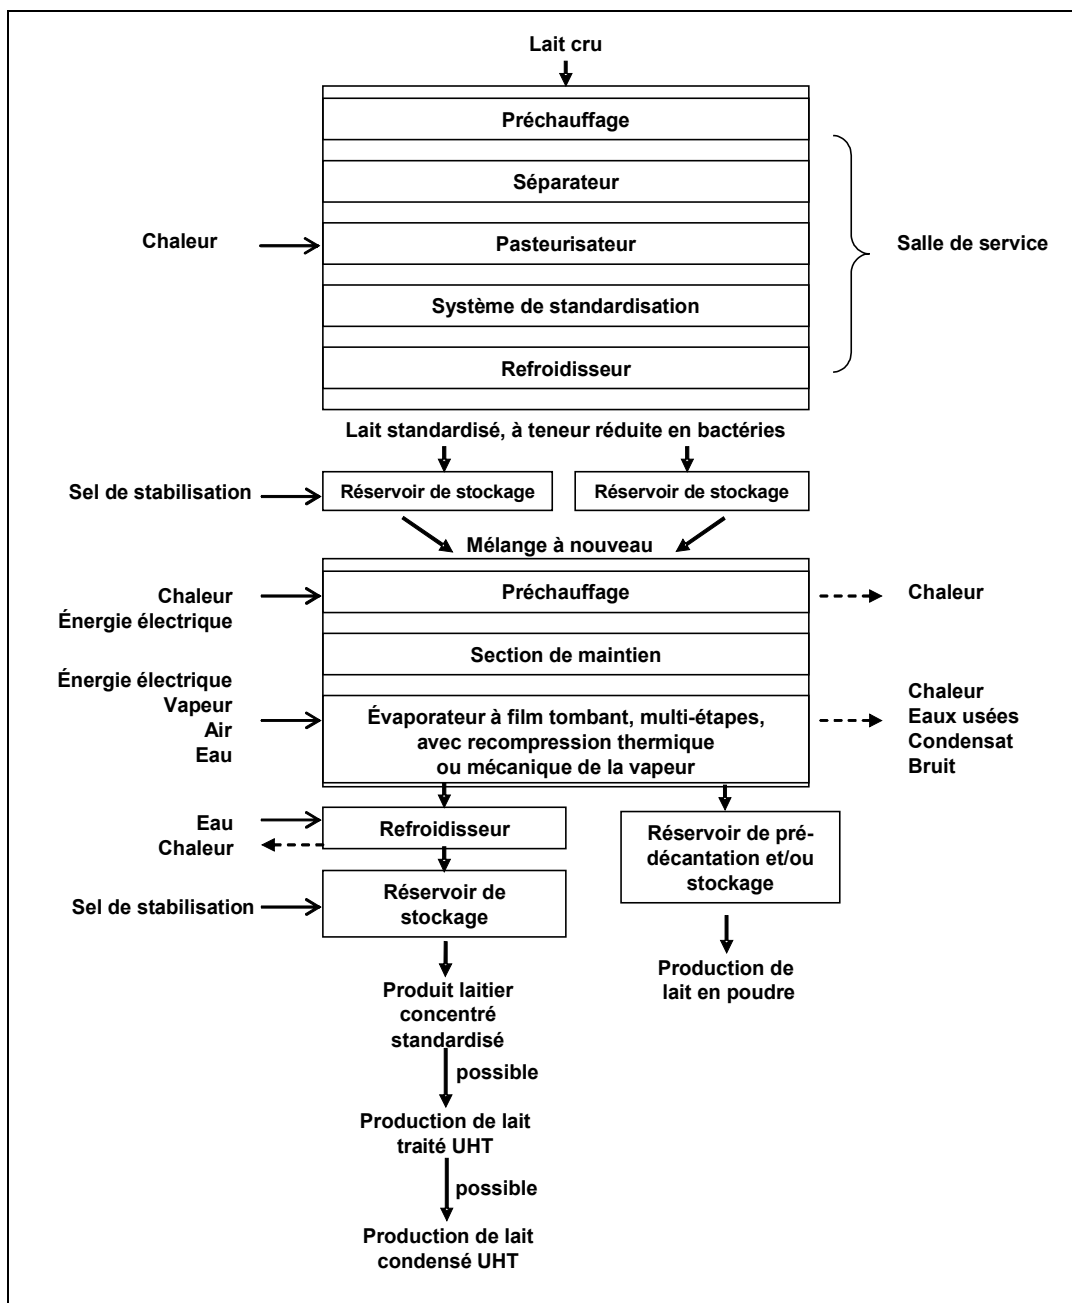 Lait cru
Préchauffage
Séparateur
Chaleur
Pasteurisateur
Salle de service
Système de standardisation
Refroidisseur
Lait standardisé, à teneur réduite en bactéries
Sel de stabilisation
Réservoir de stockage
Réservoir de stockage
Mélange à nouveau
Chaleur
Énergie électrique
Préchauffage
Chaleur
Section de maintien
Énergie électrique
Vapeur
Air
Eau
Évaporateur à film tombant, multi-étapes,
avec recompression thermique
ou mécanique de la vapeur
Chaleur
Eaux usées
Condensat
Bruit
Eau
Chaleur
Refroidisseur
Réservoir de pré-
décantation et/ou
stockage
Sel de stabilisation
Réservoir de
stockage
Production de
lait en poudre
Produit laitier
concentré
standardisé
possible
Production de lait
traité UHT
possible
Production de lait
condensé UHT